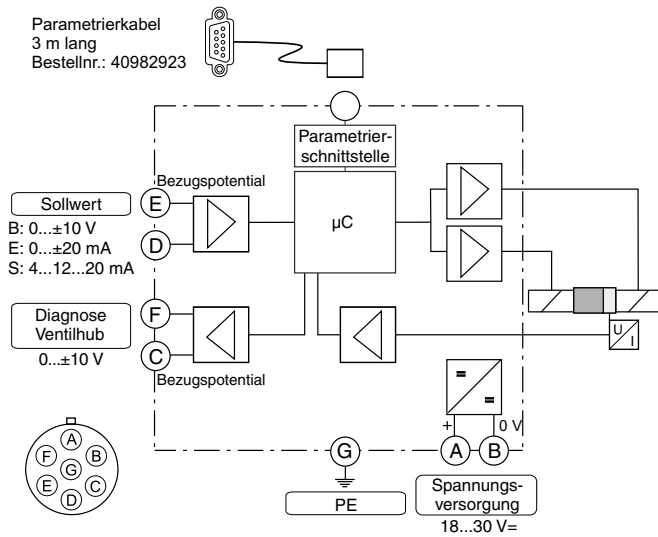 Parametrierkabel
3 m lang
Bestellnr.: 40982923
Parametrier-
schnittstelle
Bezugspotential
Sollwert
B: 0...±10 V
E: 0...±20 mA
S: 4...12...20 mA
E
D
µC
Diagnose
Ventilhub
0...±10 V
F
C
Bezugspotential
U
I
=
=
+
0 V
A
F
B
G
E
C
D
G
A
B
PE
Spannungs-
versorgung
18...30 V=